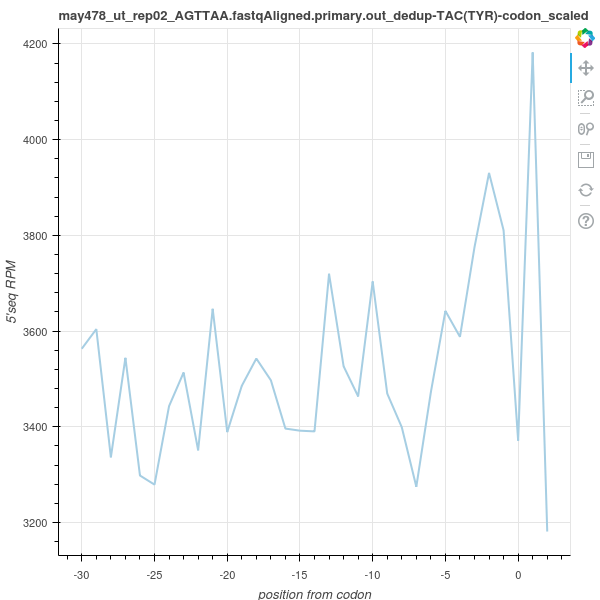 may478_ut_rep02_AGTTAA.fastqAligned.primary.out_dedup-TAC(TYR)-codon_scaled
4200
4000
3800
3600
3400
3200
5'seq RPM
-30 -25 -20 -15 -10 -5 0
position from codon